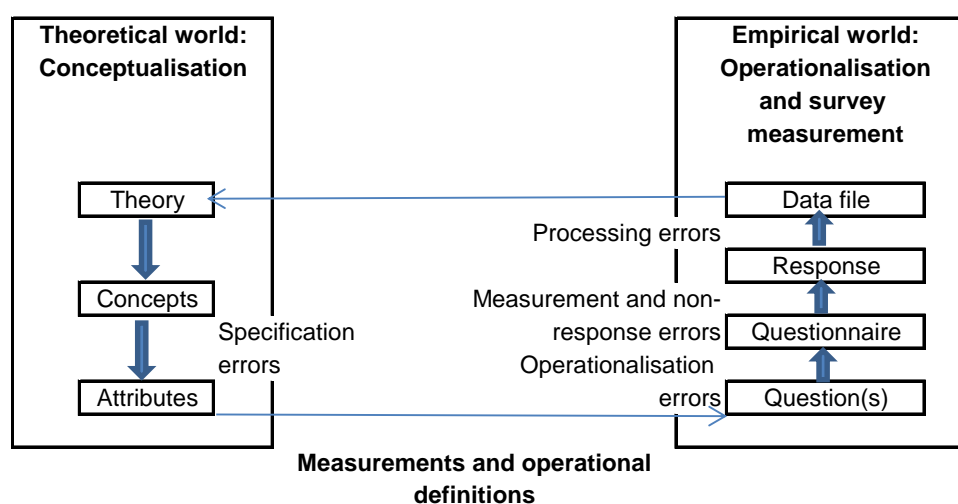 Theoretical world:
Conceptualisation
Theory
Concepts
Specification
errors
Attributes
Empirical world:
Operationalisation
and survey
measurement
Data file
Processing errors
Response
Measurement and non-
response errors
Questionnaire
Operationalisation
errors
Question(s)
Measurements and operational
definitions